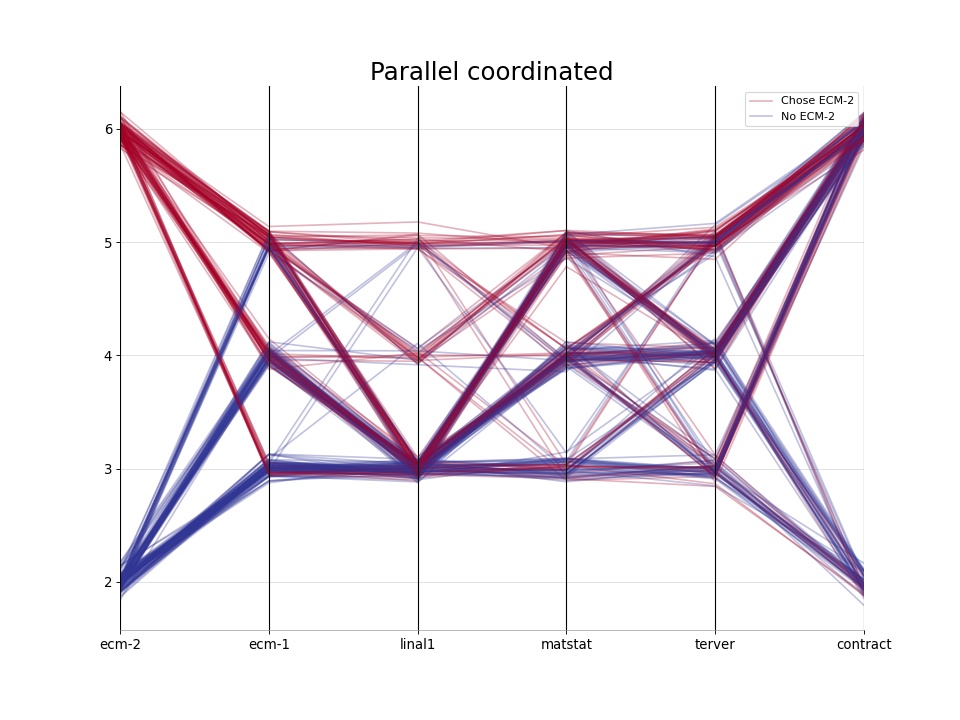 Parallel coordinated
Chose ECM-2
No ECM-2
6
5
4
3
2
ecm-2 ecm-1 linal1 matstat terver contract